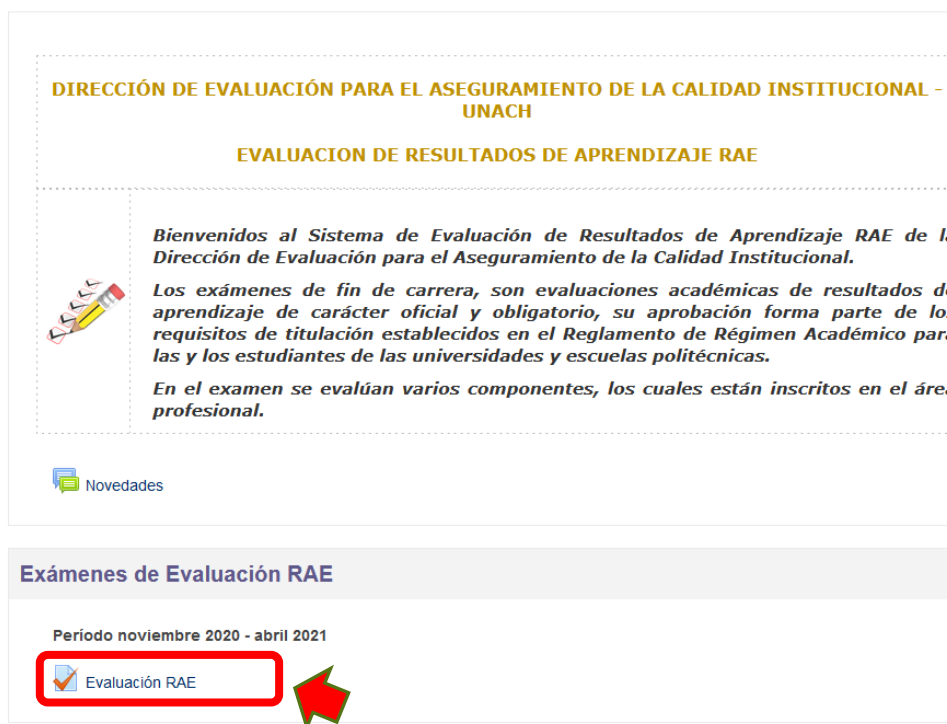 DIRECCIÓN DE EVALUACIÓN PARA EL ASEGURAMIENTO DE LA CALIDAD INSTITUCIONAL -
UNACH
EVALUACION DE RESULTADOS DE APRENDIZAJE RAE
Bienvenidos al Sistema de Evaluación de Resultados de Aprendizaje RAE de
Dirección de Evaluación para el Aseguramiento de la Calidad Institucional.
Los exámenes de fin de carrera, son evaluaciones académicas de resultados
aprendizaje de carácter oficial y obligatorio, su aprobación forma parte de
requisitos de titulación establecidos en el Reglamento de Régimen Académico
las y los estudiantes de las universidades y escuelas politécnicas.
En el examen se evalúan varios componentes, los cuales están inscritos en el
profesional.
Novedades
Exámenes de Evaluación RAE
Período noviembre 2020 - abril 2021
Evaluación RAE